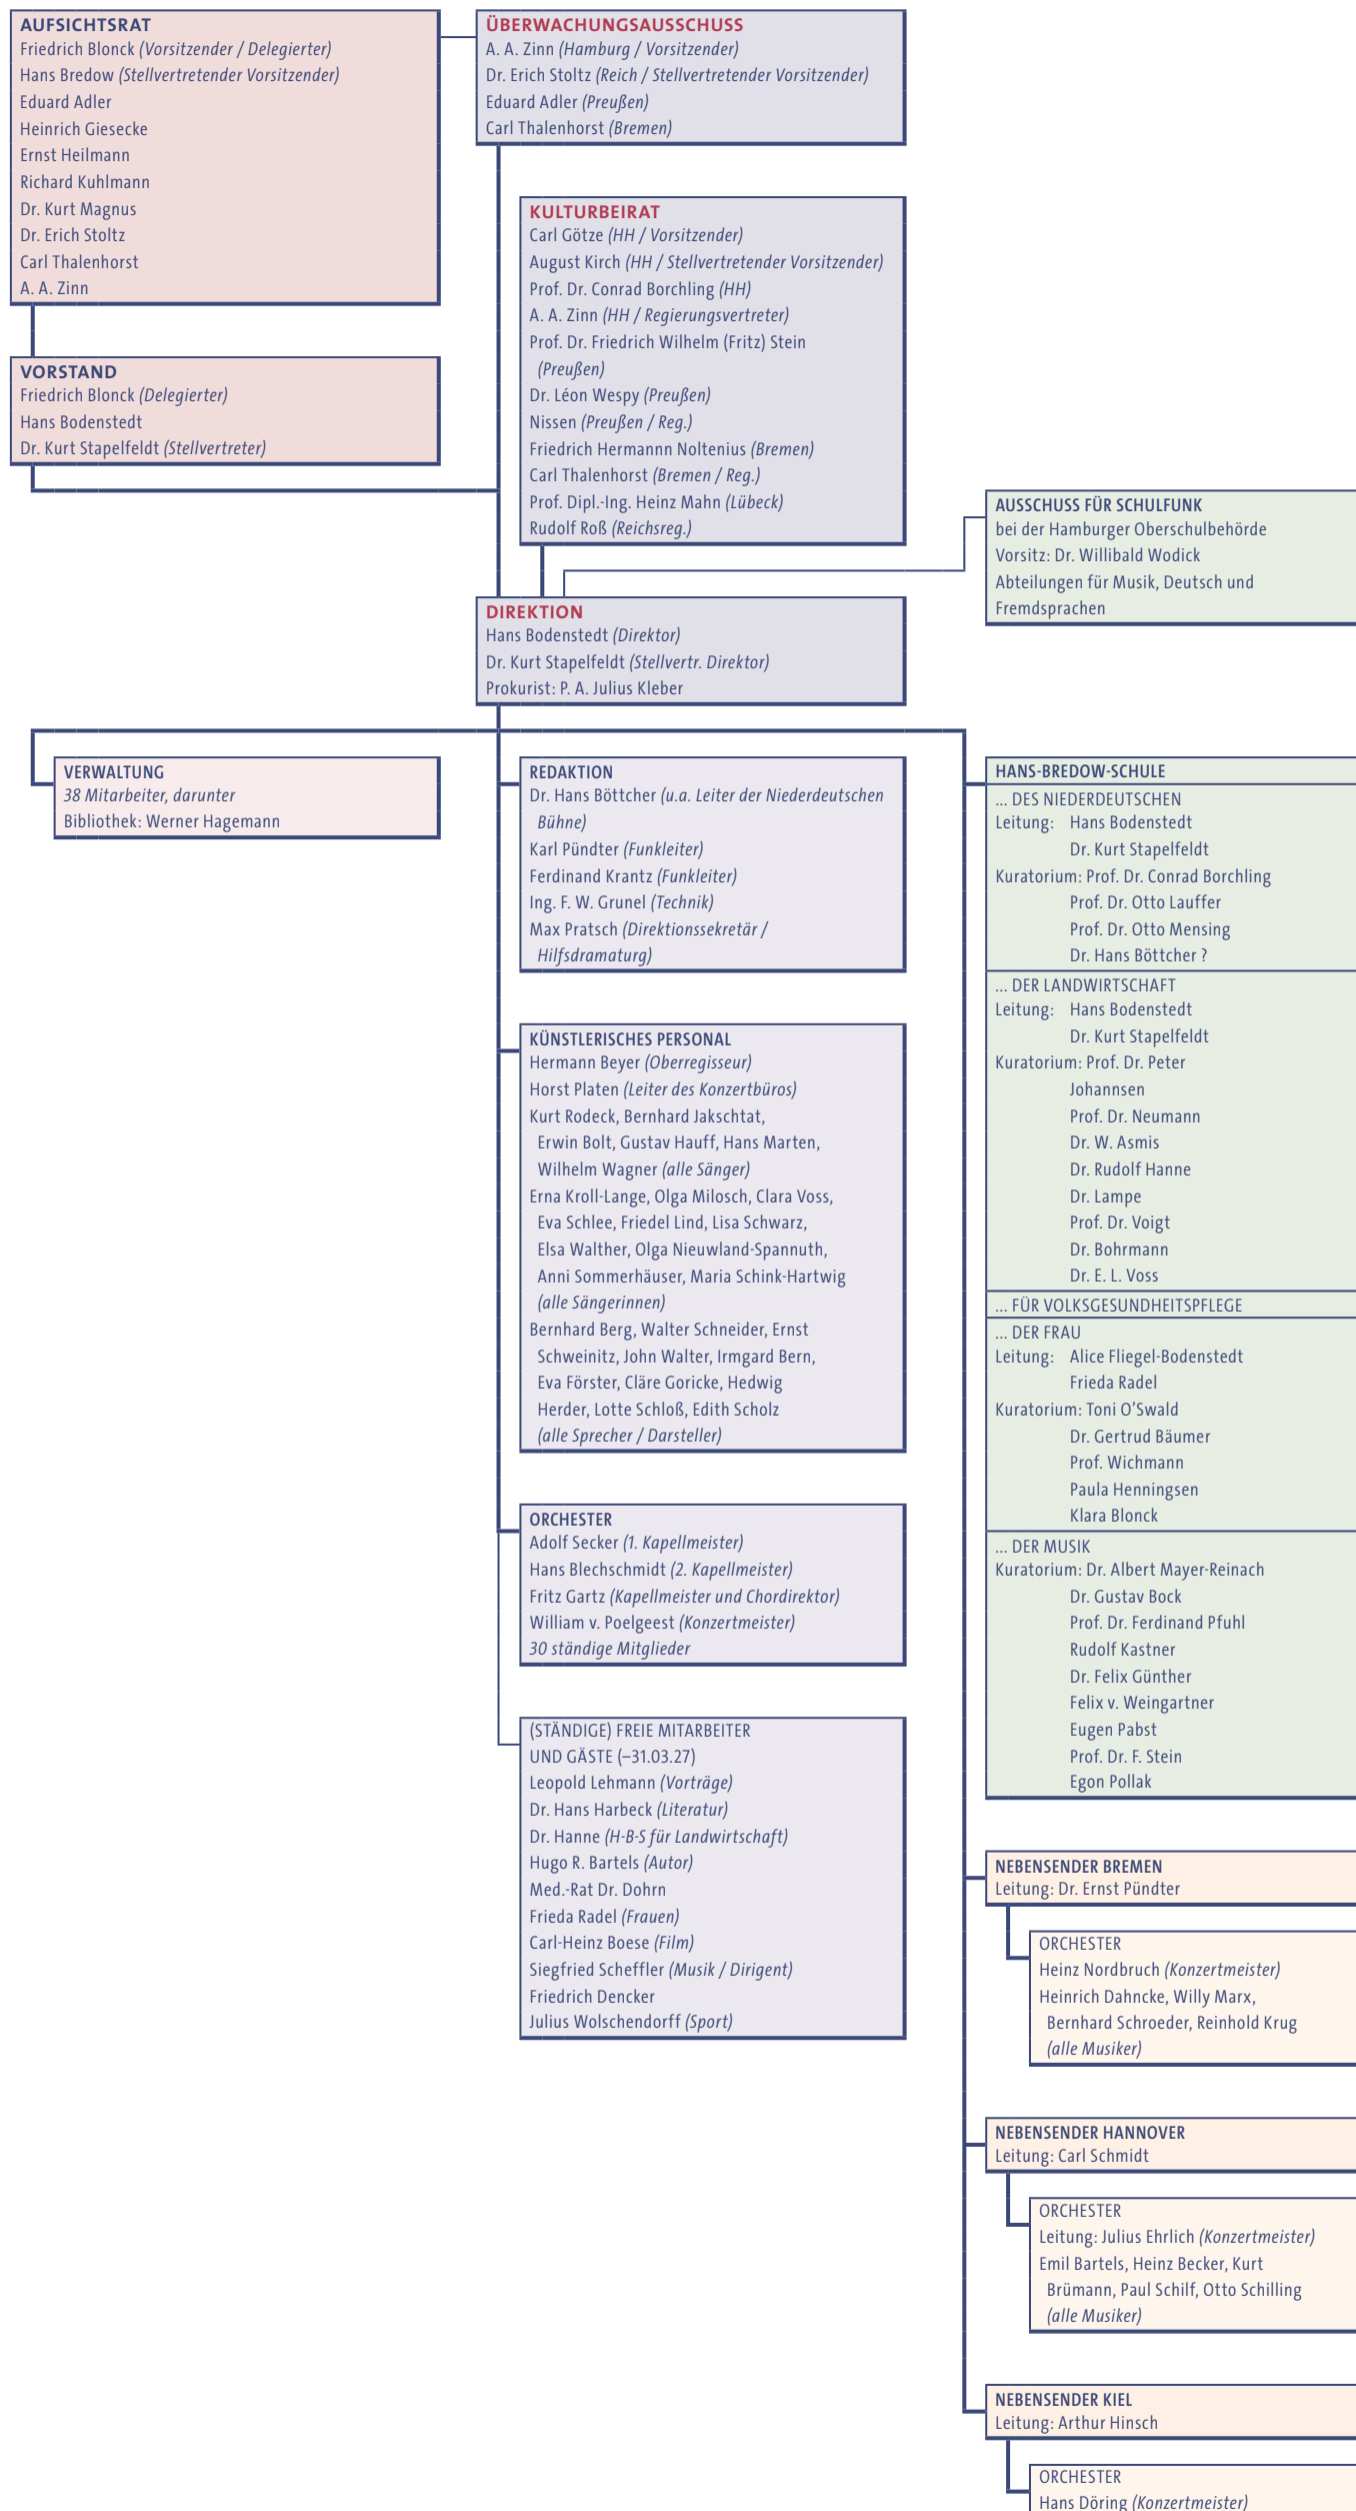 AUFSICHTSRAT
Friedrich Blonck (Vorsitzender / Delegierter)
Hans Bredow (Stellvertretender Vorsitzender)
Eduard Adler
Heinrich Giesecke
Ernst Heilmann
Richard Kuhlmann
Dr. Kurt Magnus
Dr. Erich Stoltz
Carl Thalenhorst
A. A. Zinn
ÜBERWACHUNGSAUSSCHUSS
A. A. Zinn (Hamburg / Vorsitzender)
Dr. Erich Stoltz (Reich / Stellvertretender Vorsitzender)
Eduard Adler (Preußen)
Carl Thalenhorst (Bremen)
VORSTAND
Friedrich Blonck (Delegierter)
Hans Bodenstedt
Dr. Kurt Stapelfeldt (Stellvertreter)
KULTURBEIRAT
Carl Götze (HH / Vorsitzender)
August Kirch (HH / Stellvertretender Vorsitzender)
Prof. Dr. Conrad Borchling (HH)
A. A. Zinn (HH / Regierungsvertreter)
Prof. Dr. Friedrich Wilhelm (Fritz) Stein
(Preußen)
Dr. Léon Wespy (Preußen)
Nissen (Preußen / Reg.)
Friedrich Hermannn Noltenius (Bremen)
Carl Thalenhorst (Bremen / Reg.)
Prof. Dipl.-Ing. Heinz Mahn (Lübeck)
Rudolf Roß (Reichsreg.)
AUSSCHUSS FÜR SCHULFUNK
bei der Hamburger Oberschulbehörde
Vorsitz: Dr. Willibald Wodick
Abteilungen für Musik, Deutsch und
Fremdsprachen
DIREKTION
Hans Bodenstedt (Direktor)
Dr. Kurt Stapelfeldt (Stellvertr. Direktor)
Prokurist: P. A. Julius Kleber
VERWALTUNG
38 Mitarbeiter, darunter
Bibliothek: Werner Hagemann
REDAKTION
Dr. Hans Böttcher (u.a. Leiter der Niederdeutschen
Bühne)
Karl Pündter (Funkleiter)
Ferdinand Krantz (Funkleiter)
Ing. F. W. Grunel (Technik)
Max Pratsch (Direktionssekretär /
Hilfsdramaturg)
KÜNSTLERISCHES PERSONAL
Hermann Beyer (Oberregisseur)
Horst Platen (Leiter des Konzertbüros)
Kurt Rodeck, Bernhard Jakschtat,
Erwin Bolt, Gustav Hauff, Hans Marten,
Wilhelm Wagner (alle Sänger)
Erna Kroll-Lange, Olga Milosch, Clara Voss,
Eva Schlee, Friedel Lind, Lisa Schwarz,
Elsa Walther, Olga Nieuwland-Spannuth,
Anni Sommerhäuser, Maria Schink-Hartwig
(alle Sängerinnen)
Bernhard Berg, Walter Schneider, Ernst
Schweinitz, John Walter, Irmgard Bern,
Eva Förster, Cläre Goricke, Hedwig
Herder, Lotte Schloß, Edith Scholz
(alle Sprecher / Darsteller)
ORCHESTER
Adolf Secker (1. Kapellmeister)
Hans Blechschmidt (2. Kapellmeister)
Fritz Gartz (Kapellmeister und Chordirektor)
William v. Poelgeest (Konzertmeister)
30 ständige Mitglieder
(STÄNDIGE) FREIE MITARBEITER
UND GÄSTE (–31.03.27)
Leopold Lehmann (Vorträge)
Dr. Hans Harbeck (Literatur)
Dr. Hanne (H-B-S für Landwirtschaft)
Hugo R. Bartels (Autor)
Med.-Rat Dr. Dohrn
Frieda Radel (Frauen)
Carl-Heinz Boese (Film)
Siegfried Scheffler (Musik / Dirigent)
Friedrich Dencker
Julius Wolschendorff (Sport)
HANS-BREDOW-SCHULE
... DES NIEDERDEUTSCHEN
Leitung: Hans Bodenstedt
Dr. Kurt Stapelfeldt
Kuratorium: Prof. Dr. Conrad Borchling
Prof. Dr. Otto Lauffer
Prof. Dr. Otto Mensing
Dr. Hans Böttcher ?
... DER LANDWIRTSCHAFT
Leitung: Hans Bodenstedt
Dr. Kurt Stapelfeldt
Kuratorium: Prof. Dr. Peter
Johannsen
Prof. Dr. Neumann
Dr. W. Asmis
Dr. Rudolf Hanne
Dr. Lampe
Prof. Dr. Voigt
Dr. Bohrmann
Dr. E. L. Voss
... FÜR VOLKSGESUNDHEITSPFLEGE
... DER FRAU
Leitung: Alice Fliegel-Bodenstedt
Frieda Radel
Kuratorium: Toni O’Swald
Dr. Gertrud Bäumer
Prof. Wichmann
Paula Henningsen
Klara Blonck
... DER MUSIK
Kuratorium: Dr. Albert Mayer-Reinach
Dr. Gustav Bock
Prof. Dr. Ferdinand Pfuhl
Rudolf Kastner
Dr. Felix Günther
Felix v. Weingartner
Eugen Pabst
Prof. Dr. F. Stein
Egon Pollak
NEBENSENDER BREMEN
Leitung: Dr. Ernst Pündter
ORCHESTER
Heinz Nordbruch (Konzertmeister)
Heinrich Dahncke, Willy Marx,
Bernhard Schroeder, Reinhold Krug
(alle Musiker)
NEBENSENDER HANNOVER
Leitung: Carl Schmidt
ORCHESTER
Leitung: Julius Ehrlich (Konzertmeister)
Emil Bartels, Heinz Becker, Kurt
Brümann, Paul Schilf, Otto Schilling
(alle Musiker)
NEBENSENDER KIEL
Leitung: Arthur Hinsch
ORCHESTER
Hans Döring (Konzertmeister)